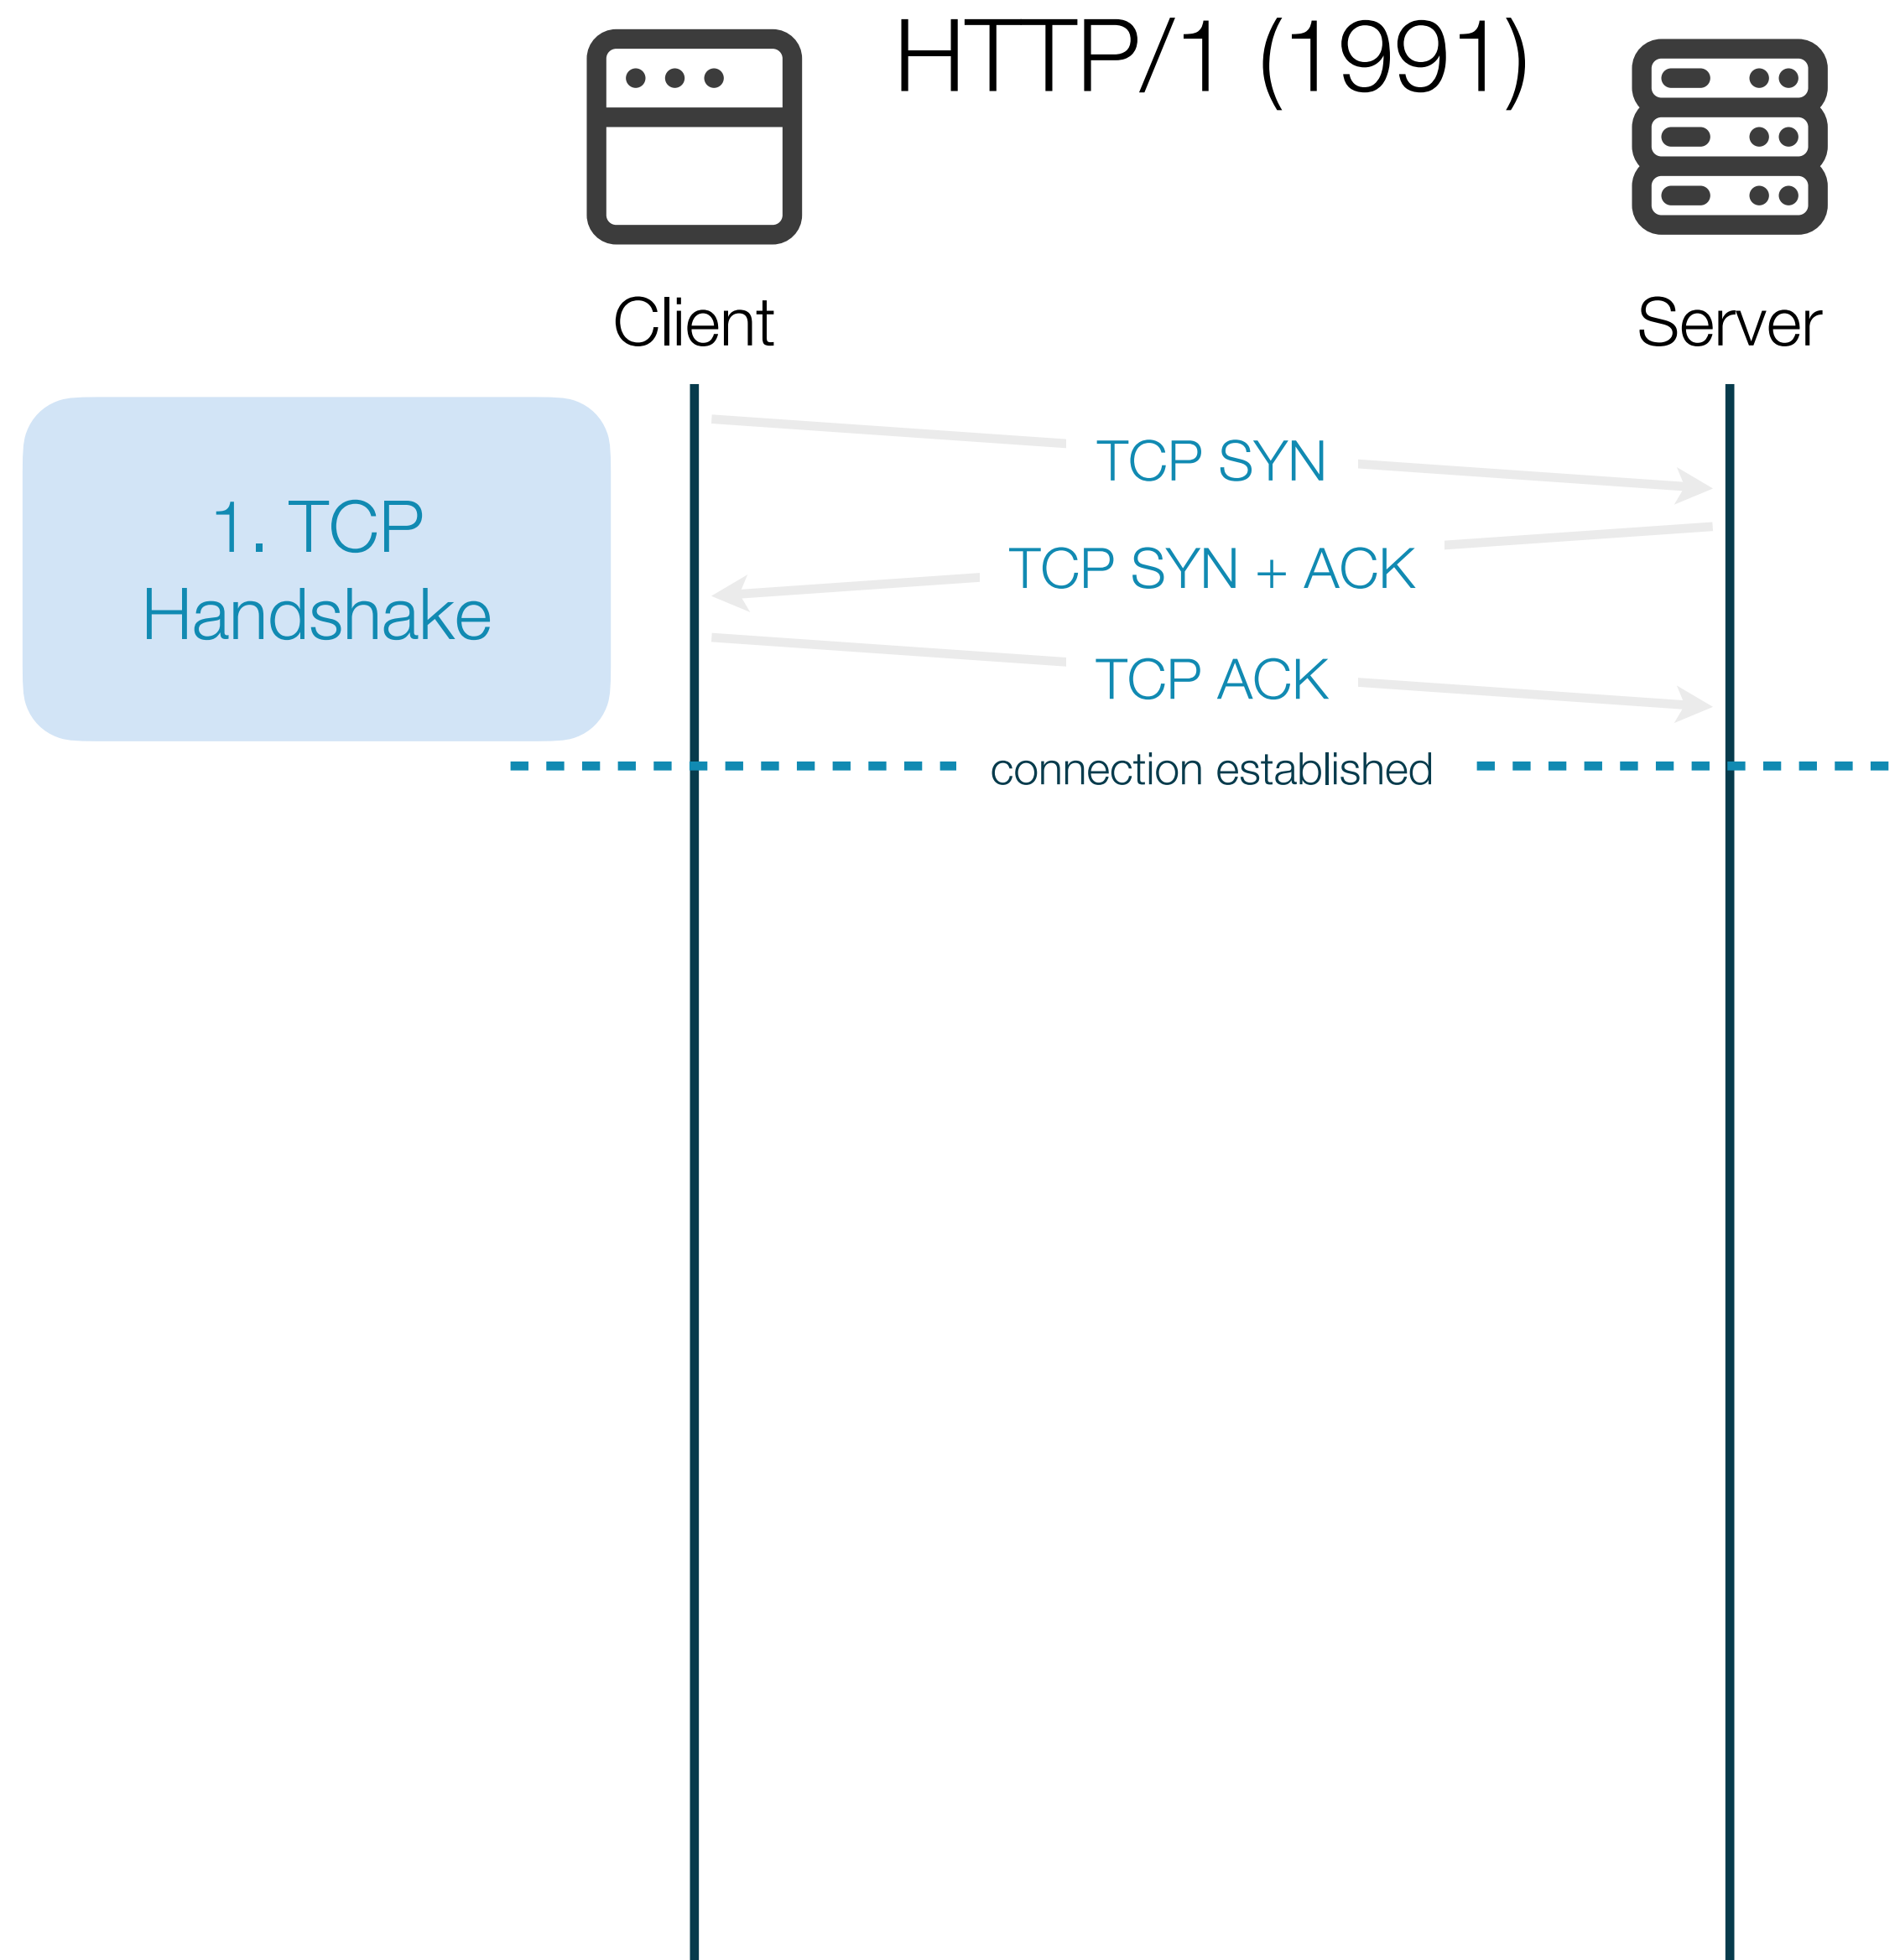 HTTP/1 (1991)
Client
Server
1. TCP
Handshake
TCP SYN
TCP SYN + ACK
TCP ACK
connection established